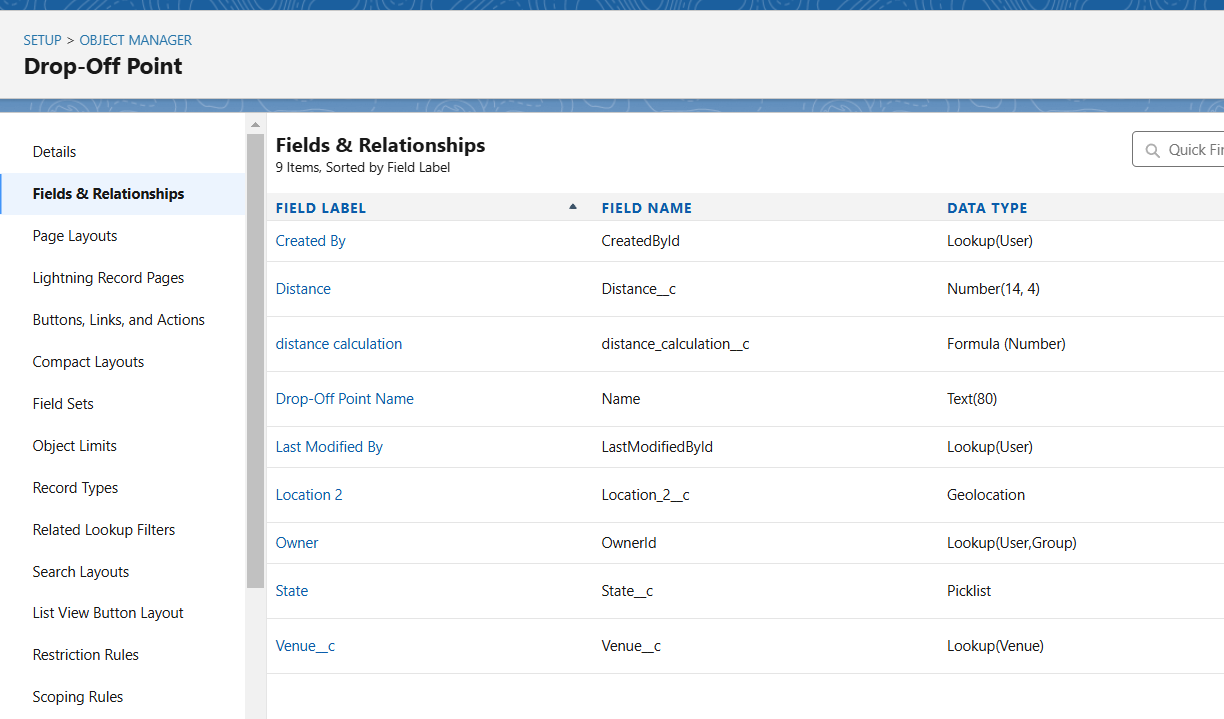 SETUP > OBJECT MANAGER
Drop-Off Point
Details
Fields & Relationships
Page Layouts
Lightning Record Pages
Buttons, Links, and Actions
Compact Layouts
Field Sets
Object Limits
Record Types
Related Lookup Filters
Search Layouts
List View Button Layout
Restriction Rules
Scoping Rules
Fields & Relationships
9 Items, Sorted by Field Label
Quick Fin
FIELD LABEL FIELD NAME DATA TYPE
Created By CreatedById Lookup(User)
Distance Distance__c Number(14, 4)
distance calculation distance_calculation__c Formula (Number)
Drop-Off Point Name Name Text(80)
Last Modified By LastModifiedById Lookup(User)
Location 2 Location_2__c Geolocation
Owner OwnerId Lookup(User,Group)
State State__c Picklist
Venue__c Venue__c Lookup(Venue)